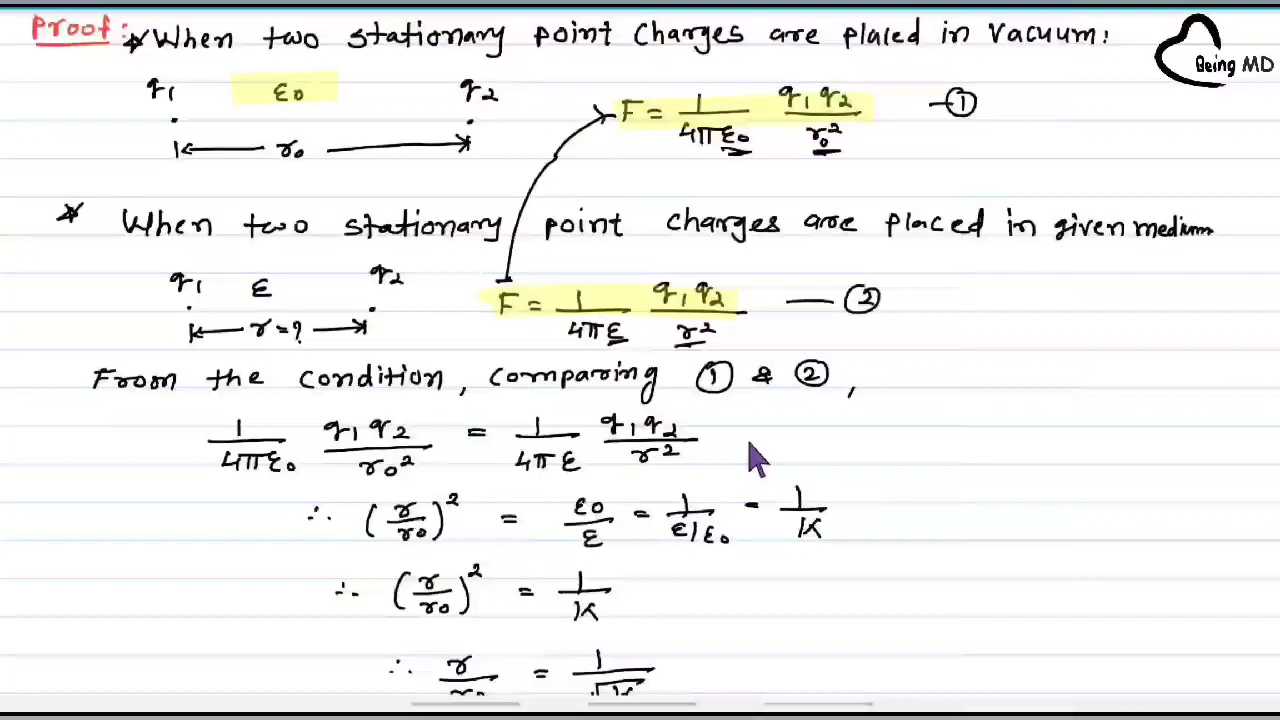 Proof:
* When two stationary point charges are placed in vacuum:
Being MD
q1 ε0 q2
r0
F = 1/4πε0 q1q2/r0² — ①
* When two stationary point charges are placed in given medium
q1 ε q2
r = ?
F = 1/4πε q1q2/r² — ②
From the condition, comparing ① & ②,
1/4πε0 q1q2/r0² = 1/4πε q1q2/r²
∴ (r/r0)² = ε0/ε = 1/ε/ε0 = 1/K
∴ (r/r0)² = 1/K
∴ r/r0 = 1/√K